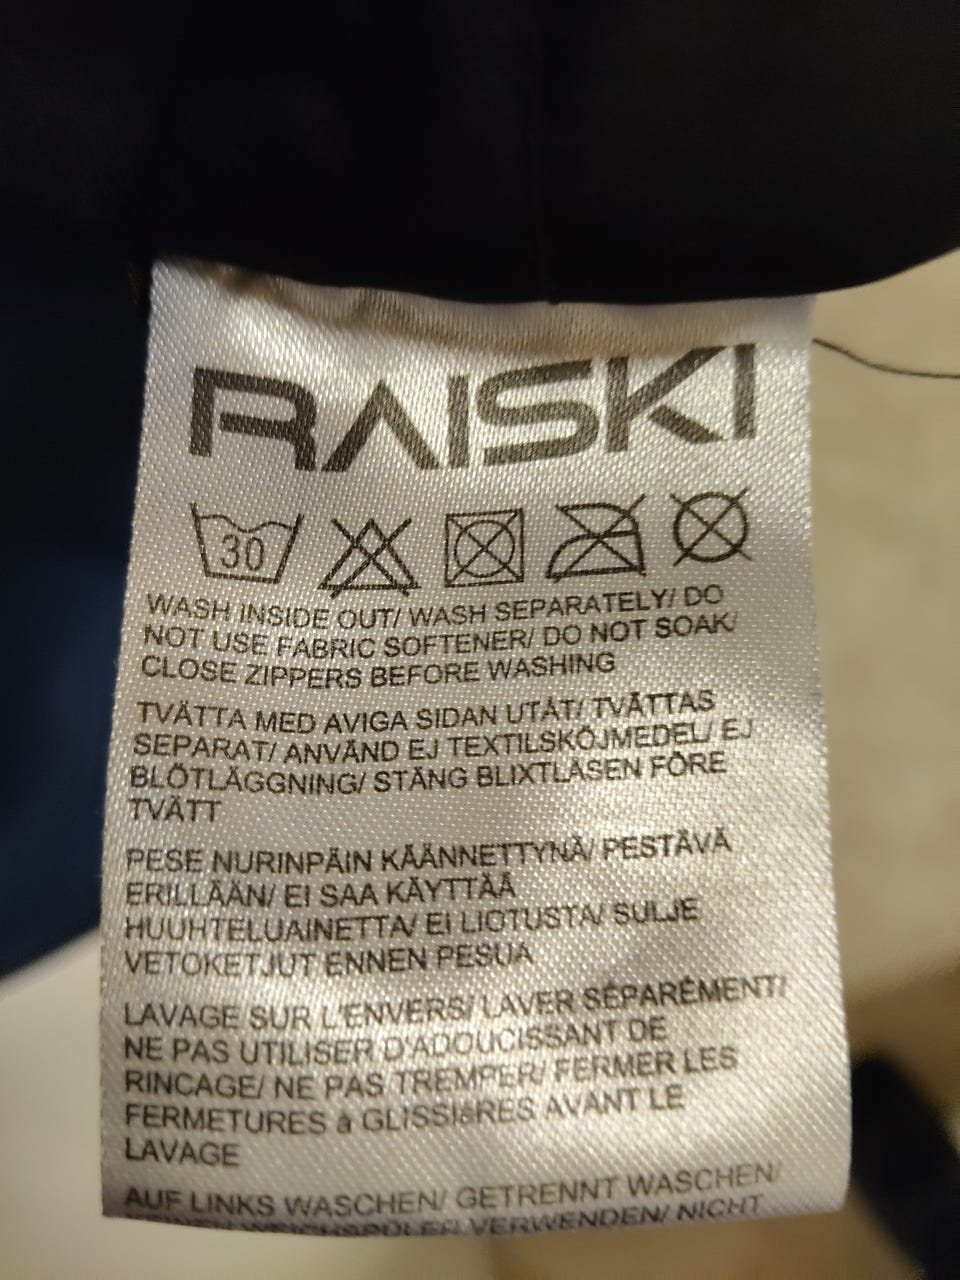 RAISKI
30
WASH INSIDE OUT/ WASH SEPARATELY/ DO
NOT USE FABRIC SOFTENER/ DO NOT SOAK/
CLOSE ZIPPERS BEFORE WASHING
TVÄTTA MED AVIGA SIDAN UTÅT/ TVÄTTAS
SEPARAT/ ANVÄND EJ TEXTILSKÖJMEDEL/ EJ
BLÖTLÄGGNING/ STÄNG BLIXTLÅSEN FÖRE
TVÄTT
PESE NURINPÄIN KÄÄNNETTYNÄ/ PESTÄVÄ
ERILLÄÄN/ EI SAA KÄYTTÄÄ
HUUHTELUAINETTA/ EI LIOTUSTA/ SULJE
VETOKETJUT ENNEN PESUA
LAVAGE SUR L'ENVERS/ LAVER SÉPARÉMENT/
NE PAS UTILISER D'ADOUCISSANT DE
RINCAGE/ NE PAS TREMPER/ FERMER LES
FERMETURES à GLISSIèRES AVANT LE
LAVAGE
AUF LINKS WASCHEN/ GETRENNT WASCHEN/
WEICHSPÜLER VERWENDEN/ NICHT